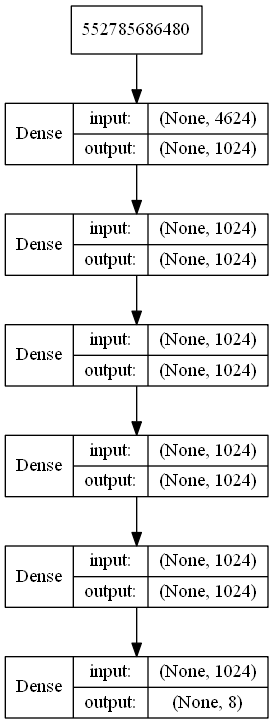 552785686480
Dense input: (None, 4624)
output: (None, 1024)
Dense input: (None, 1024)
output: (None, 1024)
Dense input: (None, 1024)
output: (None, 1024)
Dense input: (None, 1024)
output: (None, 1024)
Dense input: (None, 1024)
output: (None, 1024)
Dense input: (None, 1024)
output: (None, 8)